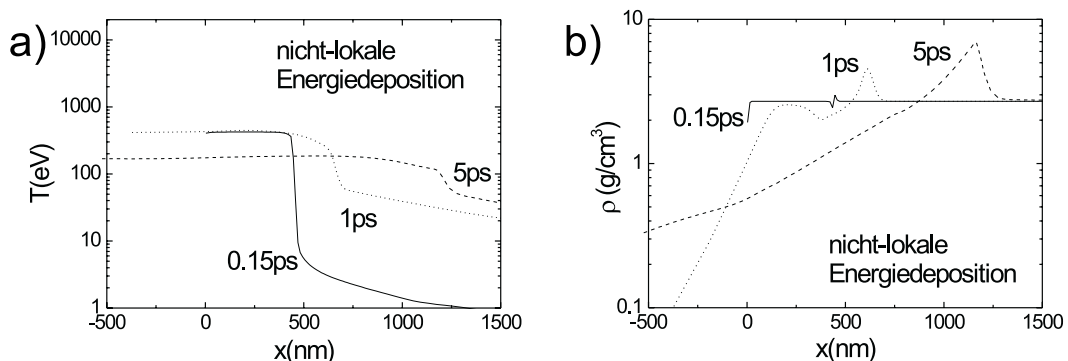 a)
10000
1000
100
10
1
T(eV)
nicht-lokale
Energiedeposition
5ps
1ps
0.15ps
-500
0
500
1000
1500
x(nm)
b)
10
1
0.1
ρ (g/cm³)
1ps
5ps
0.15ps
nicht-lokale
Energiedeposition
-500
0
500
1000
1500
x(nm)